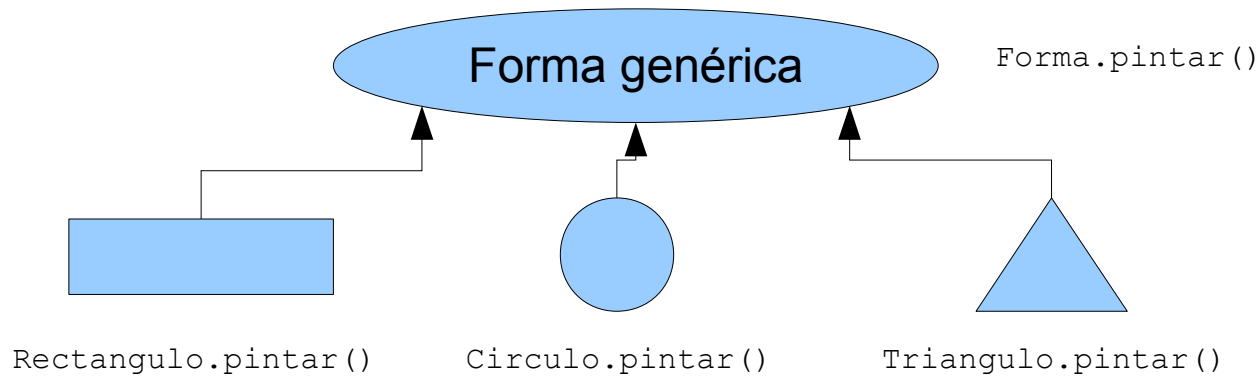 Forma genérica
Forma.pintar()
Rectangulo.pintar()
Circulo.pintar()
Triangulo.pintar()